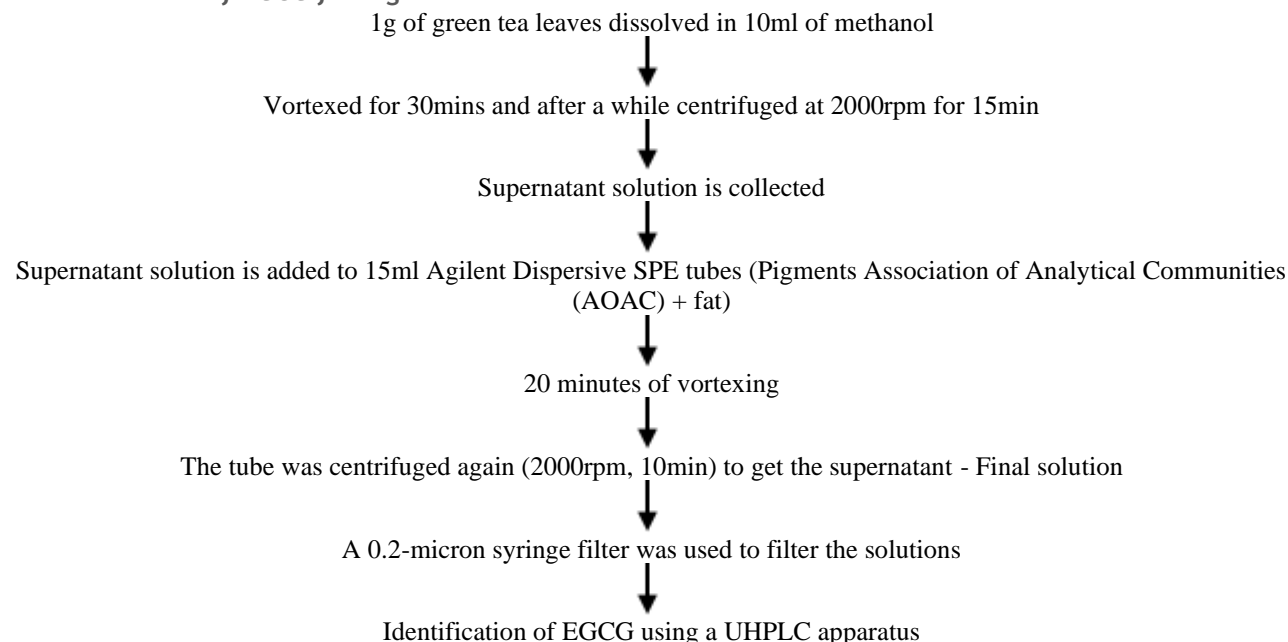 1g of green tea leaves dissolved in 10ml of methanol
Vortexed for 30mins and after a while centrifuged at 2000rpm for 15min
Supernatant solution is collected
Supernatant solution is added to 15ml Agilent Dispersive SPE tubes (Pigments Association of Analytical Communities
(AOAC) + fat)
20 minutes of vortexing
The tube was centrifuged again (2000rpm, 10min) to get the supernatant - Final solution
A 0.2-micron syringe filter was used to filter the solutions
Identification of EGCG using a UHPLC apparatus